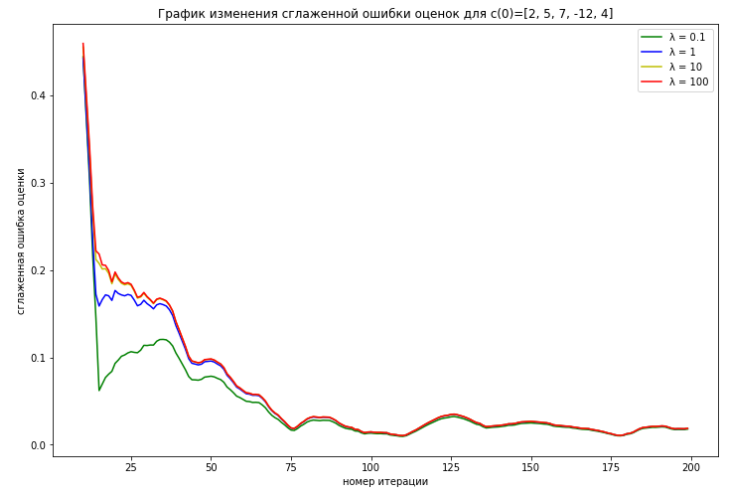 График изменения сглаженной ошибки оценок для c(0)=[2, 5, 7, -12, 4]
λ = 0.1
λ = 1
λ = 10
λ = 100
0.4
0.3
0.2
0.1
0.0
сглаженная ошибка оценки
25 50 75 100 125 150 175 200
номер итерации